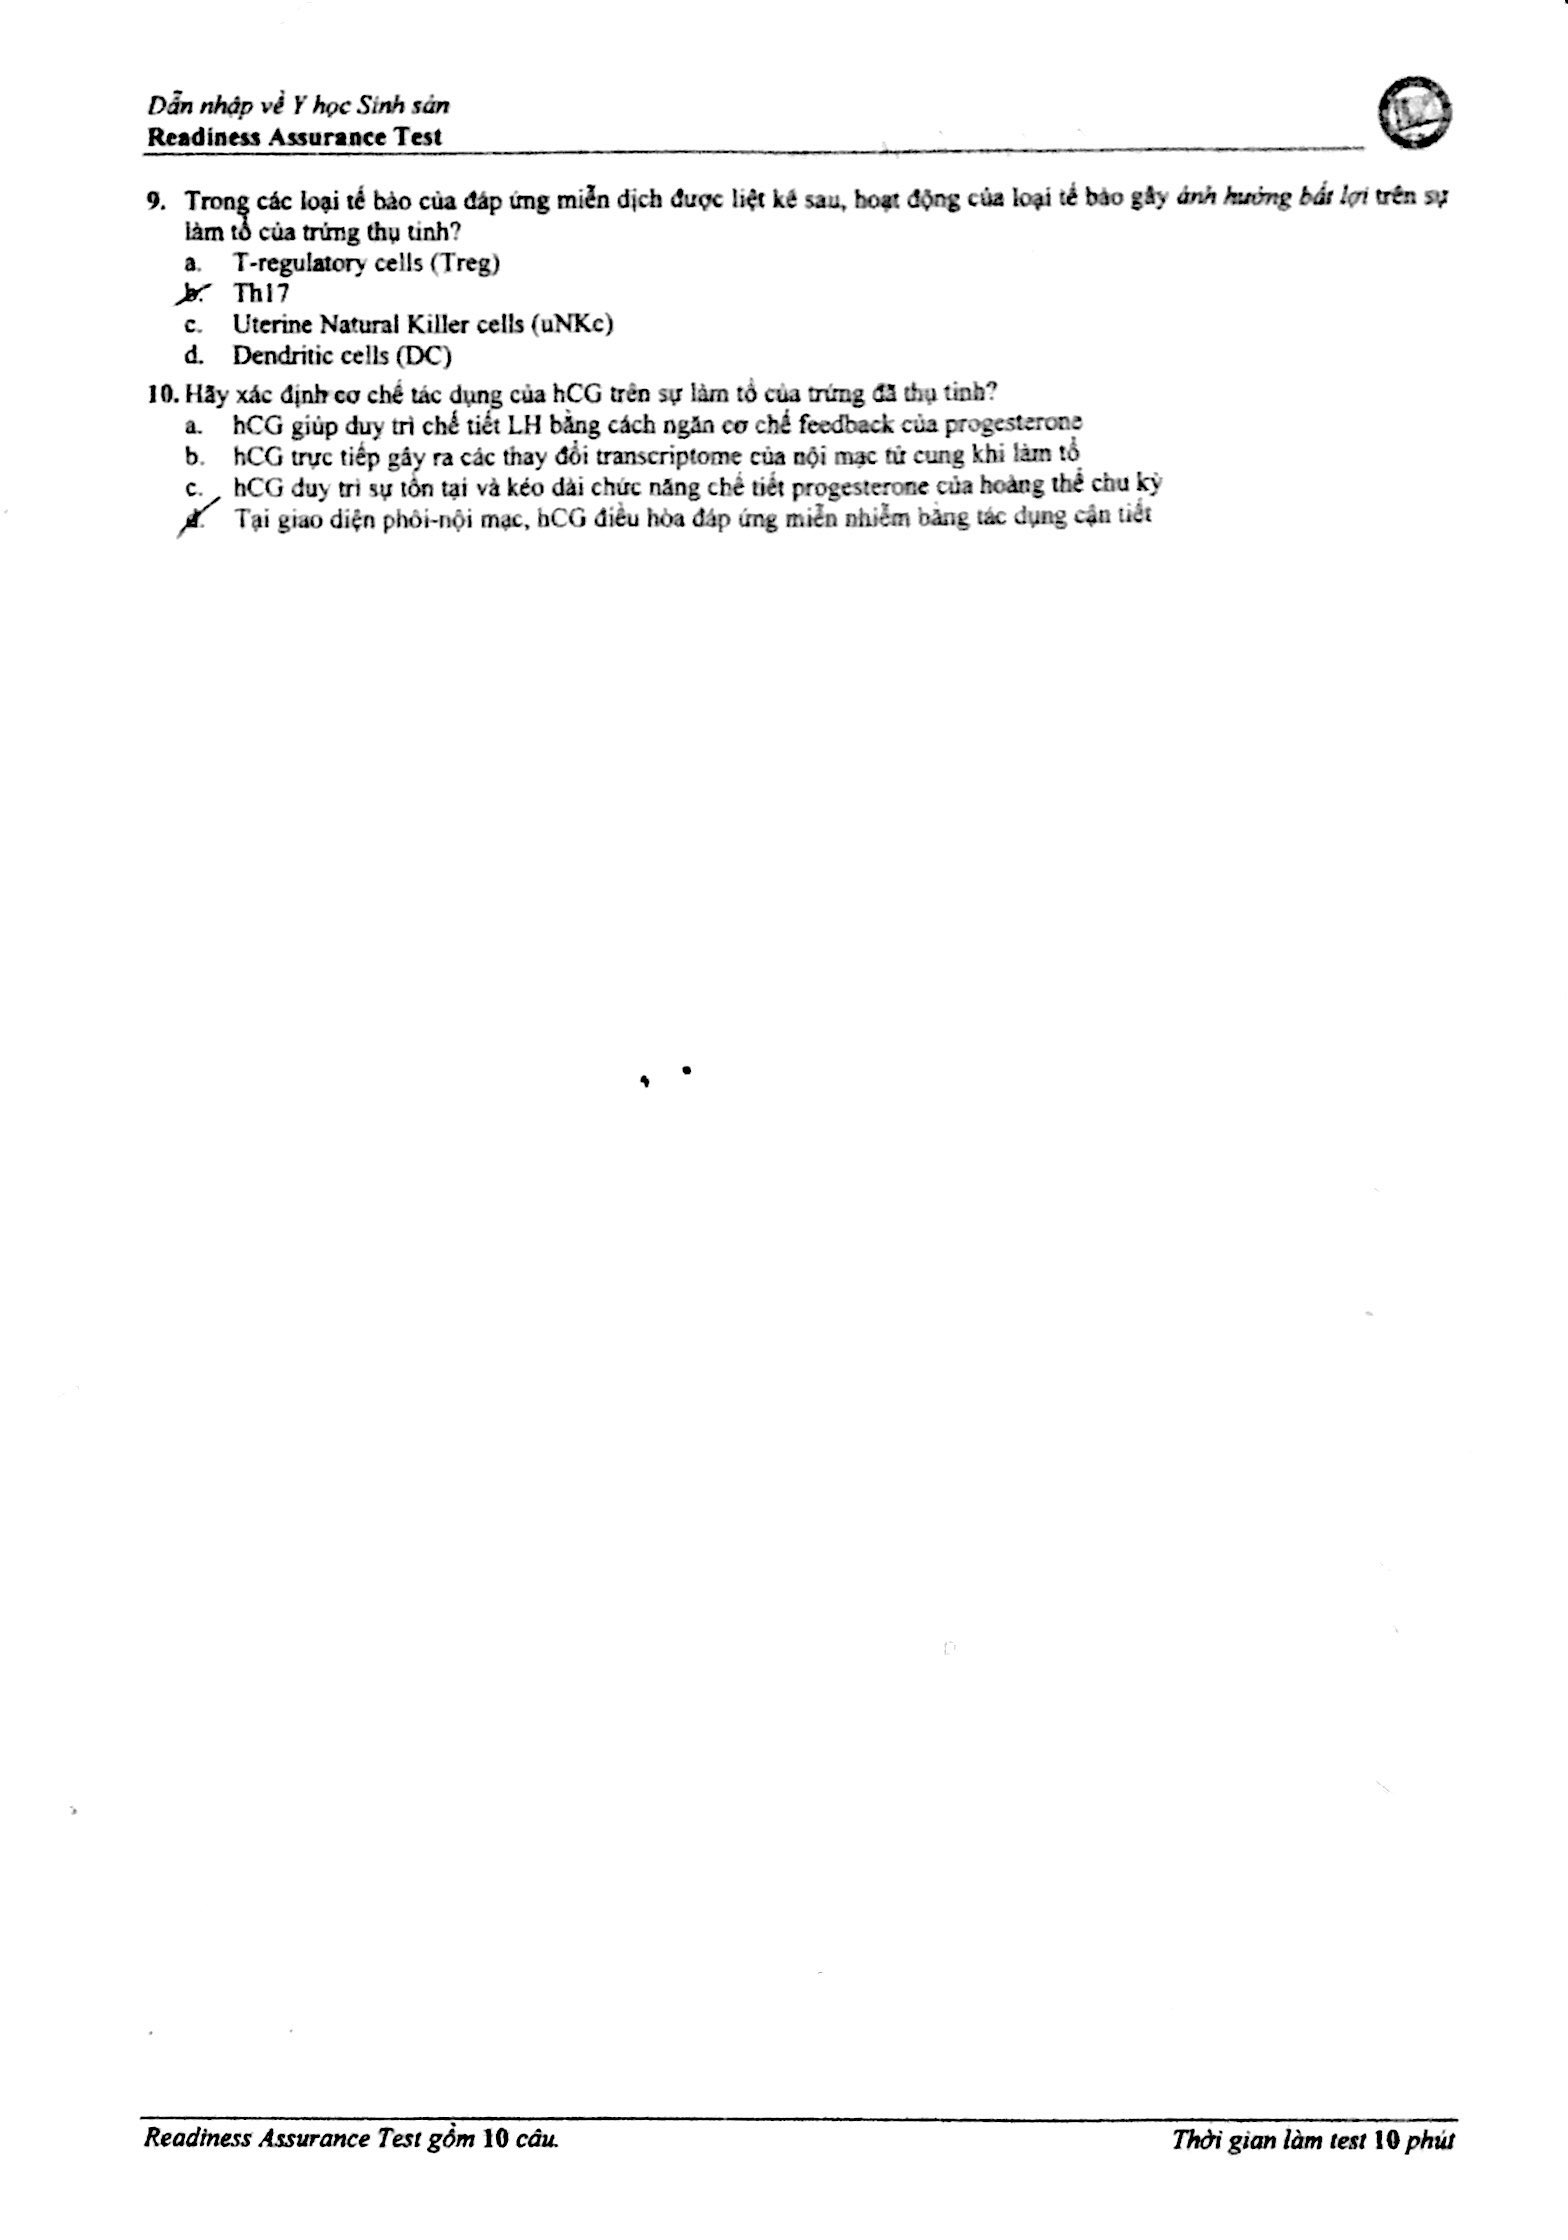 Dẫn nhập về Y học Sinh sản
Readiness Assurance Test
9. Trong các loại tế bào của đáp ứng miễn dịch được liệt kê sau, hoạt động của loại tế bào gây ảnh hưởng bất lợi trên sự
làm tổ của trứng thụ tinh?
a. T-regulatory cells (Treg)
b. Th17
c. Uterine Natural Killer cells (uNKc)
d. Dendritic cells (DC)
10. Hãy xác định cơ chế tác dụng của hCG trên sự làm tổ của trứng đã thụ tinh?
a. hCG giúp duy trì chế tiết LH bằng cách ngăn cơ chế feedback của progesterone
b. hCG trực tiếp gây ra các thay đổi transcriptome của nội mạc tử cung khi làm tổ
c. hCG duy trì sự tồn tại và kéo dài chức năng chế tiết progesterone của hoàng thể chu kỳ
d. Tại giao diện phôi-nội mạc, hCG điều hòa đáp ứng miễn nhiễm bằng tác dụng cận tiết
Readiness Assurance Test gồm 10 câu.
Thời gian làm test 10 phút